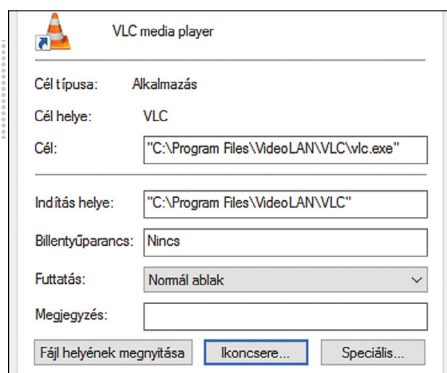 VLC media player
Cél típusa: Alkalmazás
Cél helye: VLC
Cél: "C:\Program Files\VideoLAN\VLC\vlc.exe"
Indítás helye: "C:\Program Files\VideoLAN\VLC"
Billentyűparancs: Nincs
Futtatás: Normál ablak
Megjegyzés:
Fájl helyének megnyitása Ikoncsere... Speciális...